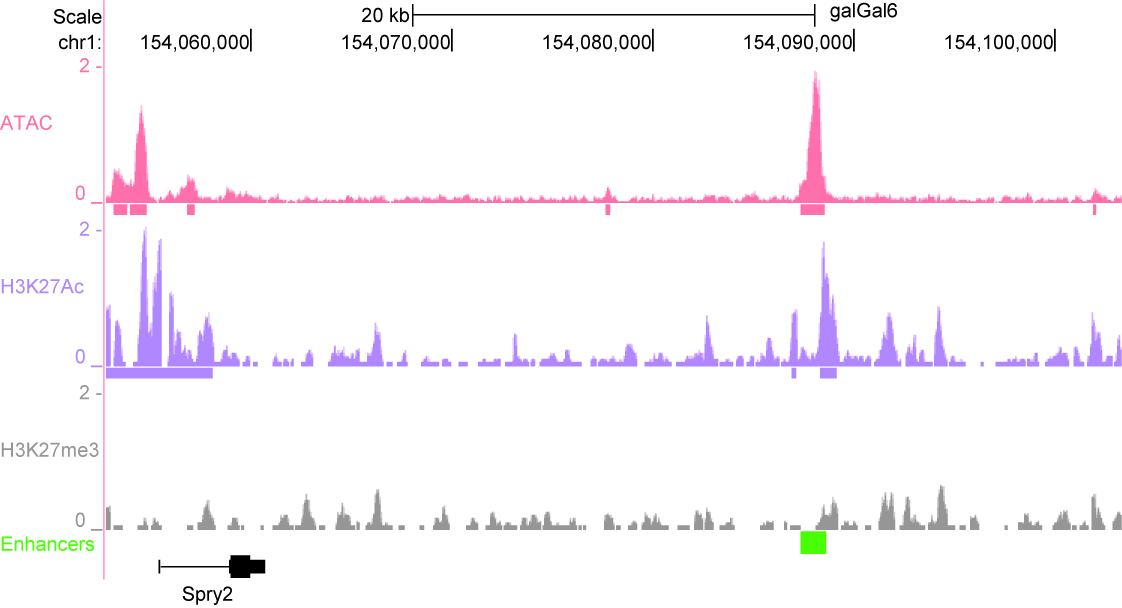 Scale 20 kb galGal6
chr1: 154,060,000 154,070,000 154,080,000 154,090,000 154,100,000
2
ATAC
0
2
H3K27Ac
0
2
H3K27me3
0
Enhancers
Spry2